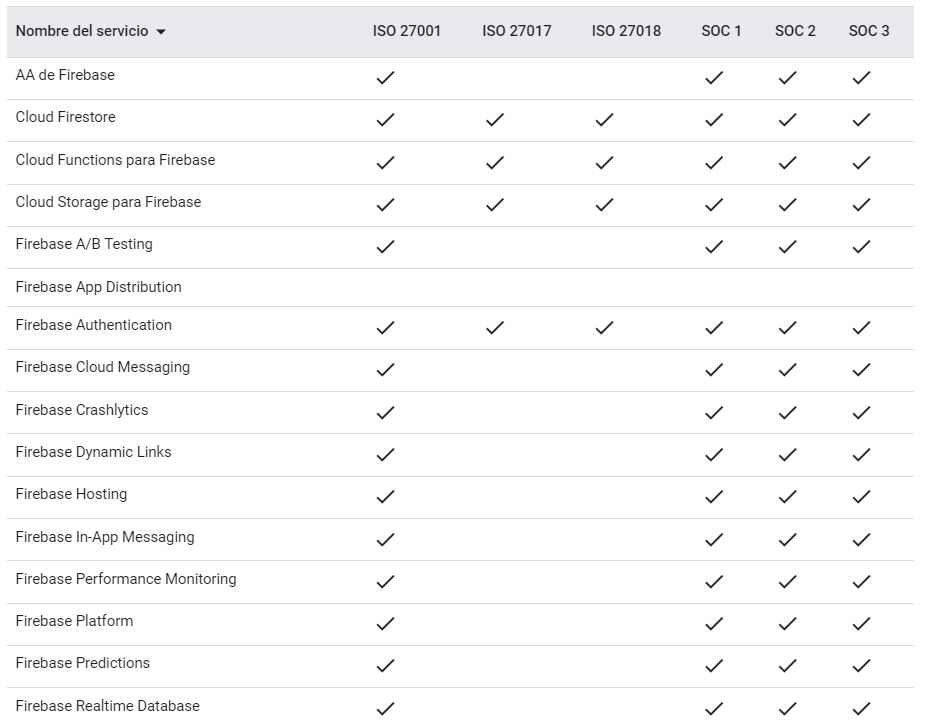 Nombre del servicio ISO 27001 ISO 27017 ISO 27018 SOC 1 SOC 2 SOC 3
AA de Firebase ✓ ✓ ✓ ✓
Cloud Firestore ✓ ✓ ✓ ✓ ✓ ✓
Cloud Functions para Firebase ✓ ✓ ✓ ✓ ✓ ✓
Cloud Storage para Firebase ✓ ✓ ✓ ✓ ✓ ✓
Firebase A/B Testing ✓ ✓ ✓ ✓
Firebase App Distribution
Firebase Authentication ✓ ✓ ✓ ✓ ✓ ✓
Firebase Cloud Messaging ✓ ✓ ✓ ✓
Firebase Crashlytics ✓ ✓ ✓ ✓
Firebase Dynamic Links ✓ ✓ ✓ ✓
Firebase Hosting ✓ ✓ ✓ ✓
Firebase In-App Messaging ✓ ✓ ✓ ✓
Firebase Performance Monitoring ✓ ✓ ✓ ✓
Firebase Platform ✓ ✓ ✓ ✓
Firebase Predictions ✓ ✓ ✓ ✓
Firebase Realtime Database ✓ ✓ ✓ ✓